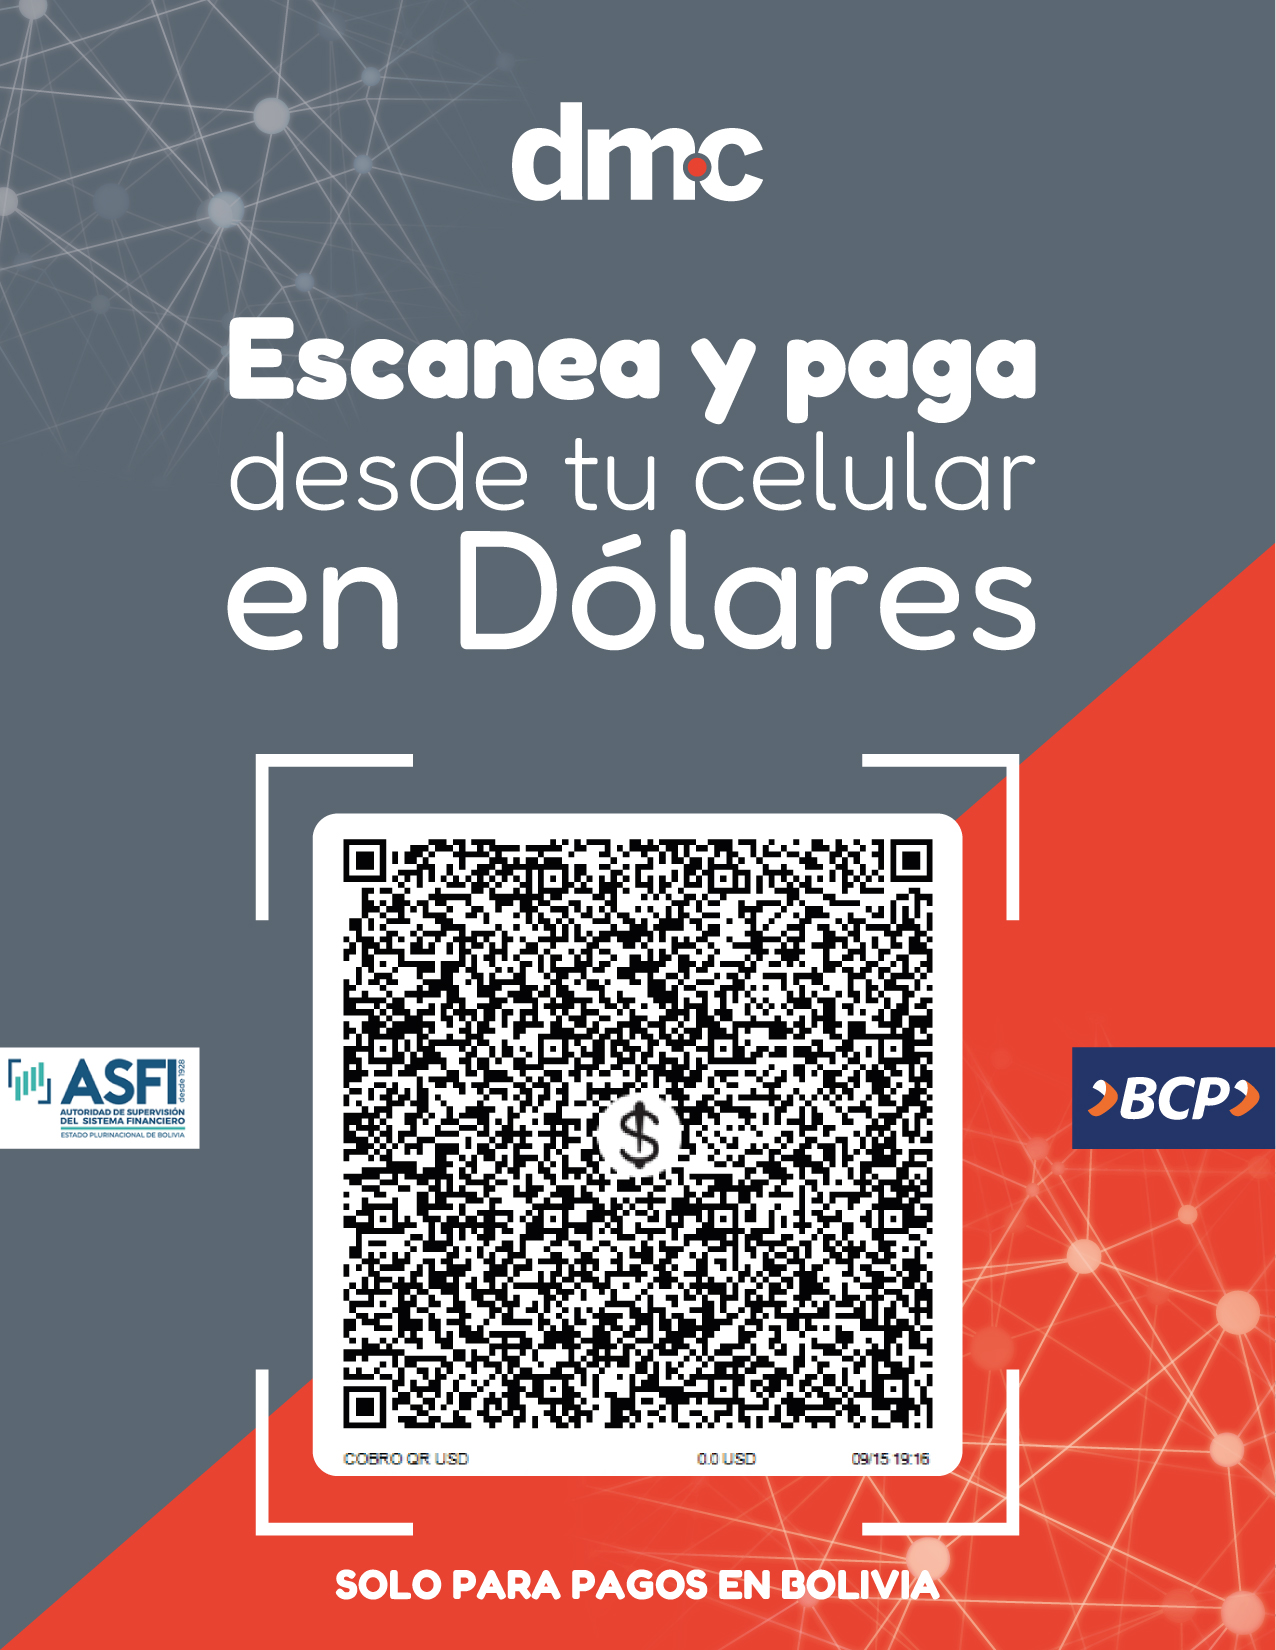 dmc
Escanea y paga
desde tu celular
en Dólares
ASFI
desde 1928
AUTORIDAD DE SUPERVISIÓN
DEL SISTEMA FINANCIERO
ESTADO PLURINACIONAL DE BOLIVIA
BCP
$
COBRO QR USD 0.0 USD 09/15 19:16
SOLO PARA PAGOS EN BOLIVIA